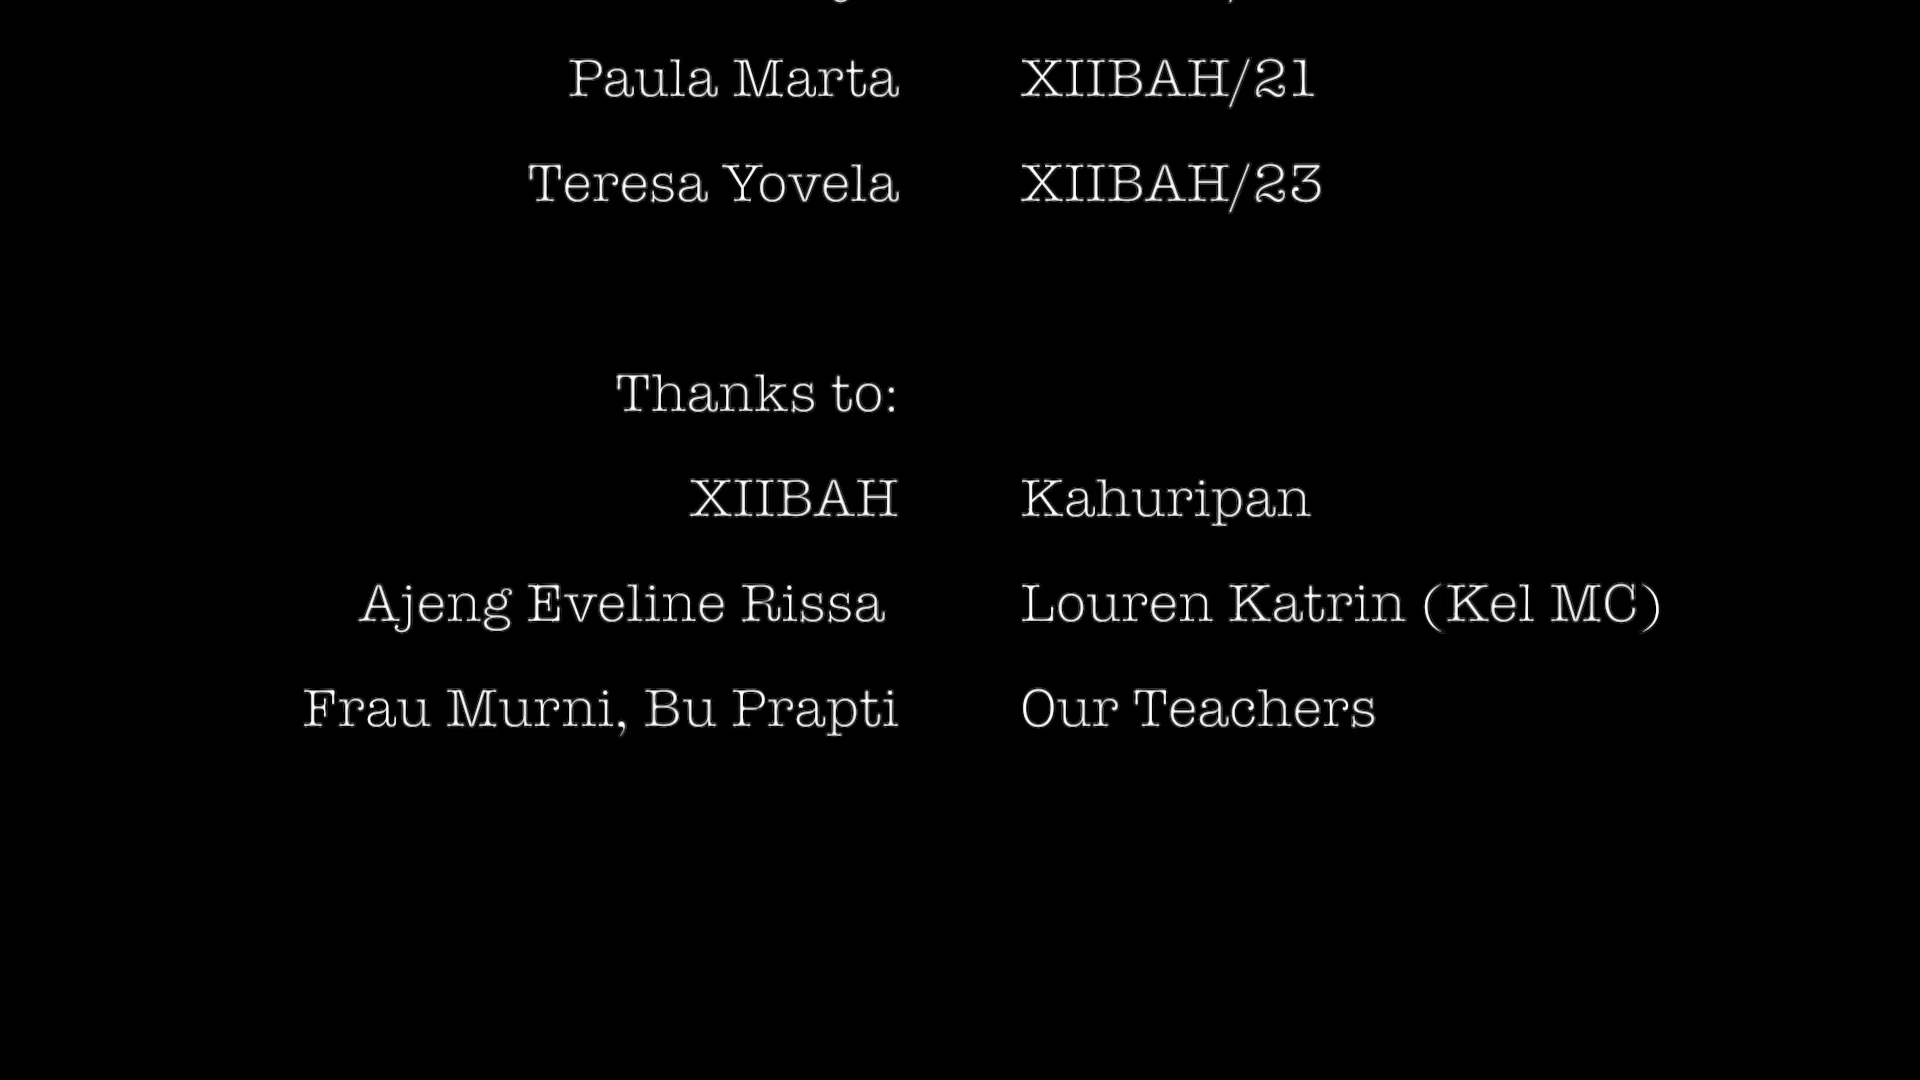 Paula Marta XIIBAH/21
Teresa Yovela XIIBAH/23
Thanks to:
XIIBAH Kahuripan
Ajeng Eveline Rissa Louren Katrin (Kel MC)
Frau Murni, Bu Prapti Our Teachers